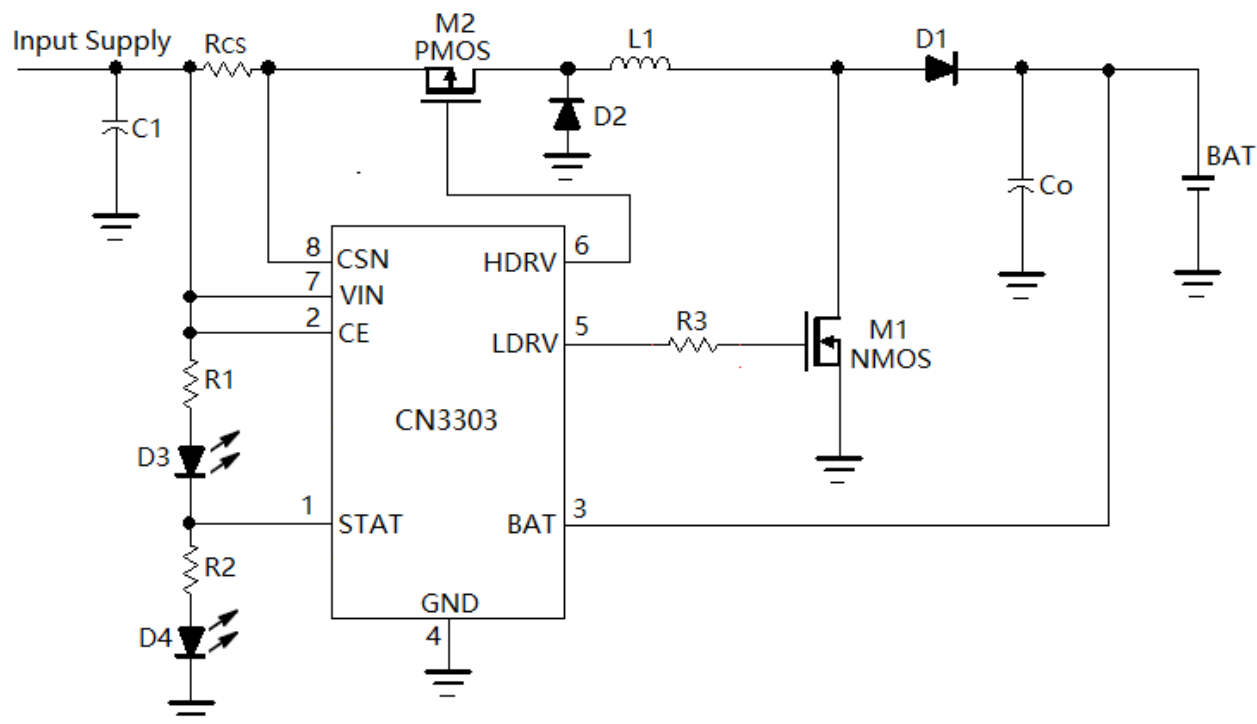 Input Supply
Rcs
M2
PMOS
L1
D1
C1
D2
Co
BAT
8
CSN
HDRV
6
7
VIN
2
CE
LDRV
5
R3
M1
NMOS
R1
CN3303
D3
1
STAT
BAT
3
R2
GND
D4
4